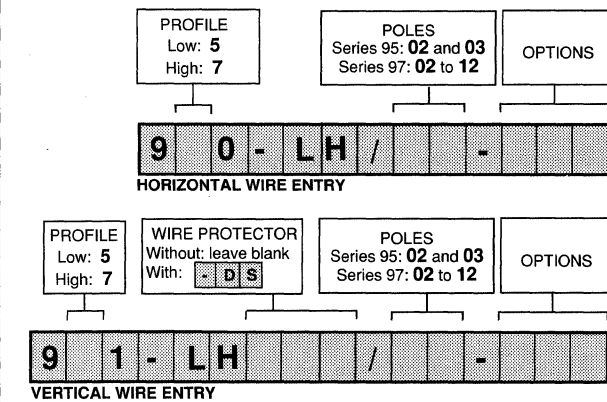 PROFILE
Low: 5
High: 7
POLES
Series 95: 02 and 03
Series 97: 02 to 12
OPTIONS
9 0 - L H / -
HORIZONTAL WIRE ENTRY
PROFILE
Low: 5
High: 7
WIRE PROTECTOR
Without: leave blank
With: - D S
POLES
Series 95: 02 and 03
Series 97: 02 to 12
OPTIONS
9 1 - L H / -
VERTICAL WIRE ENTRY